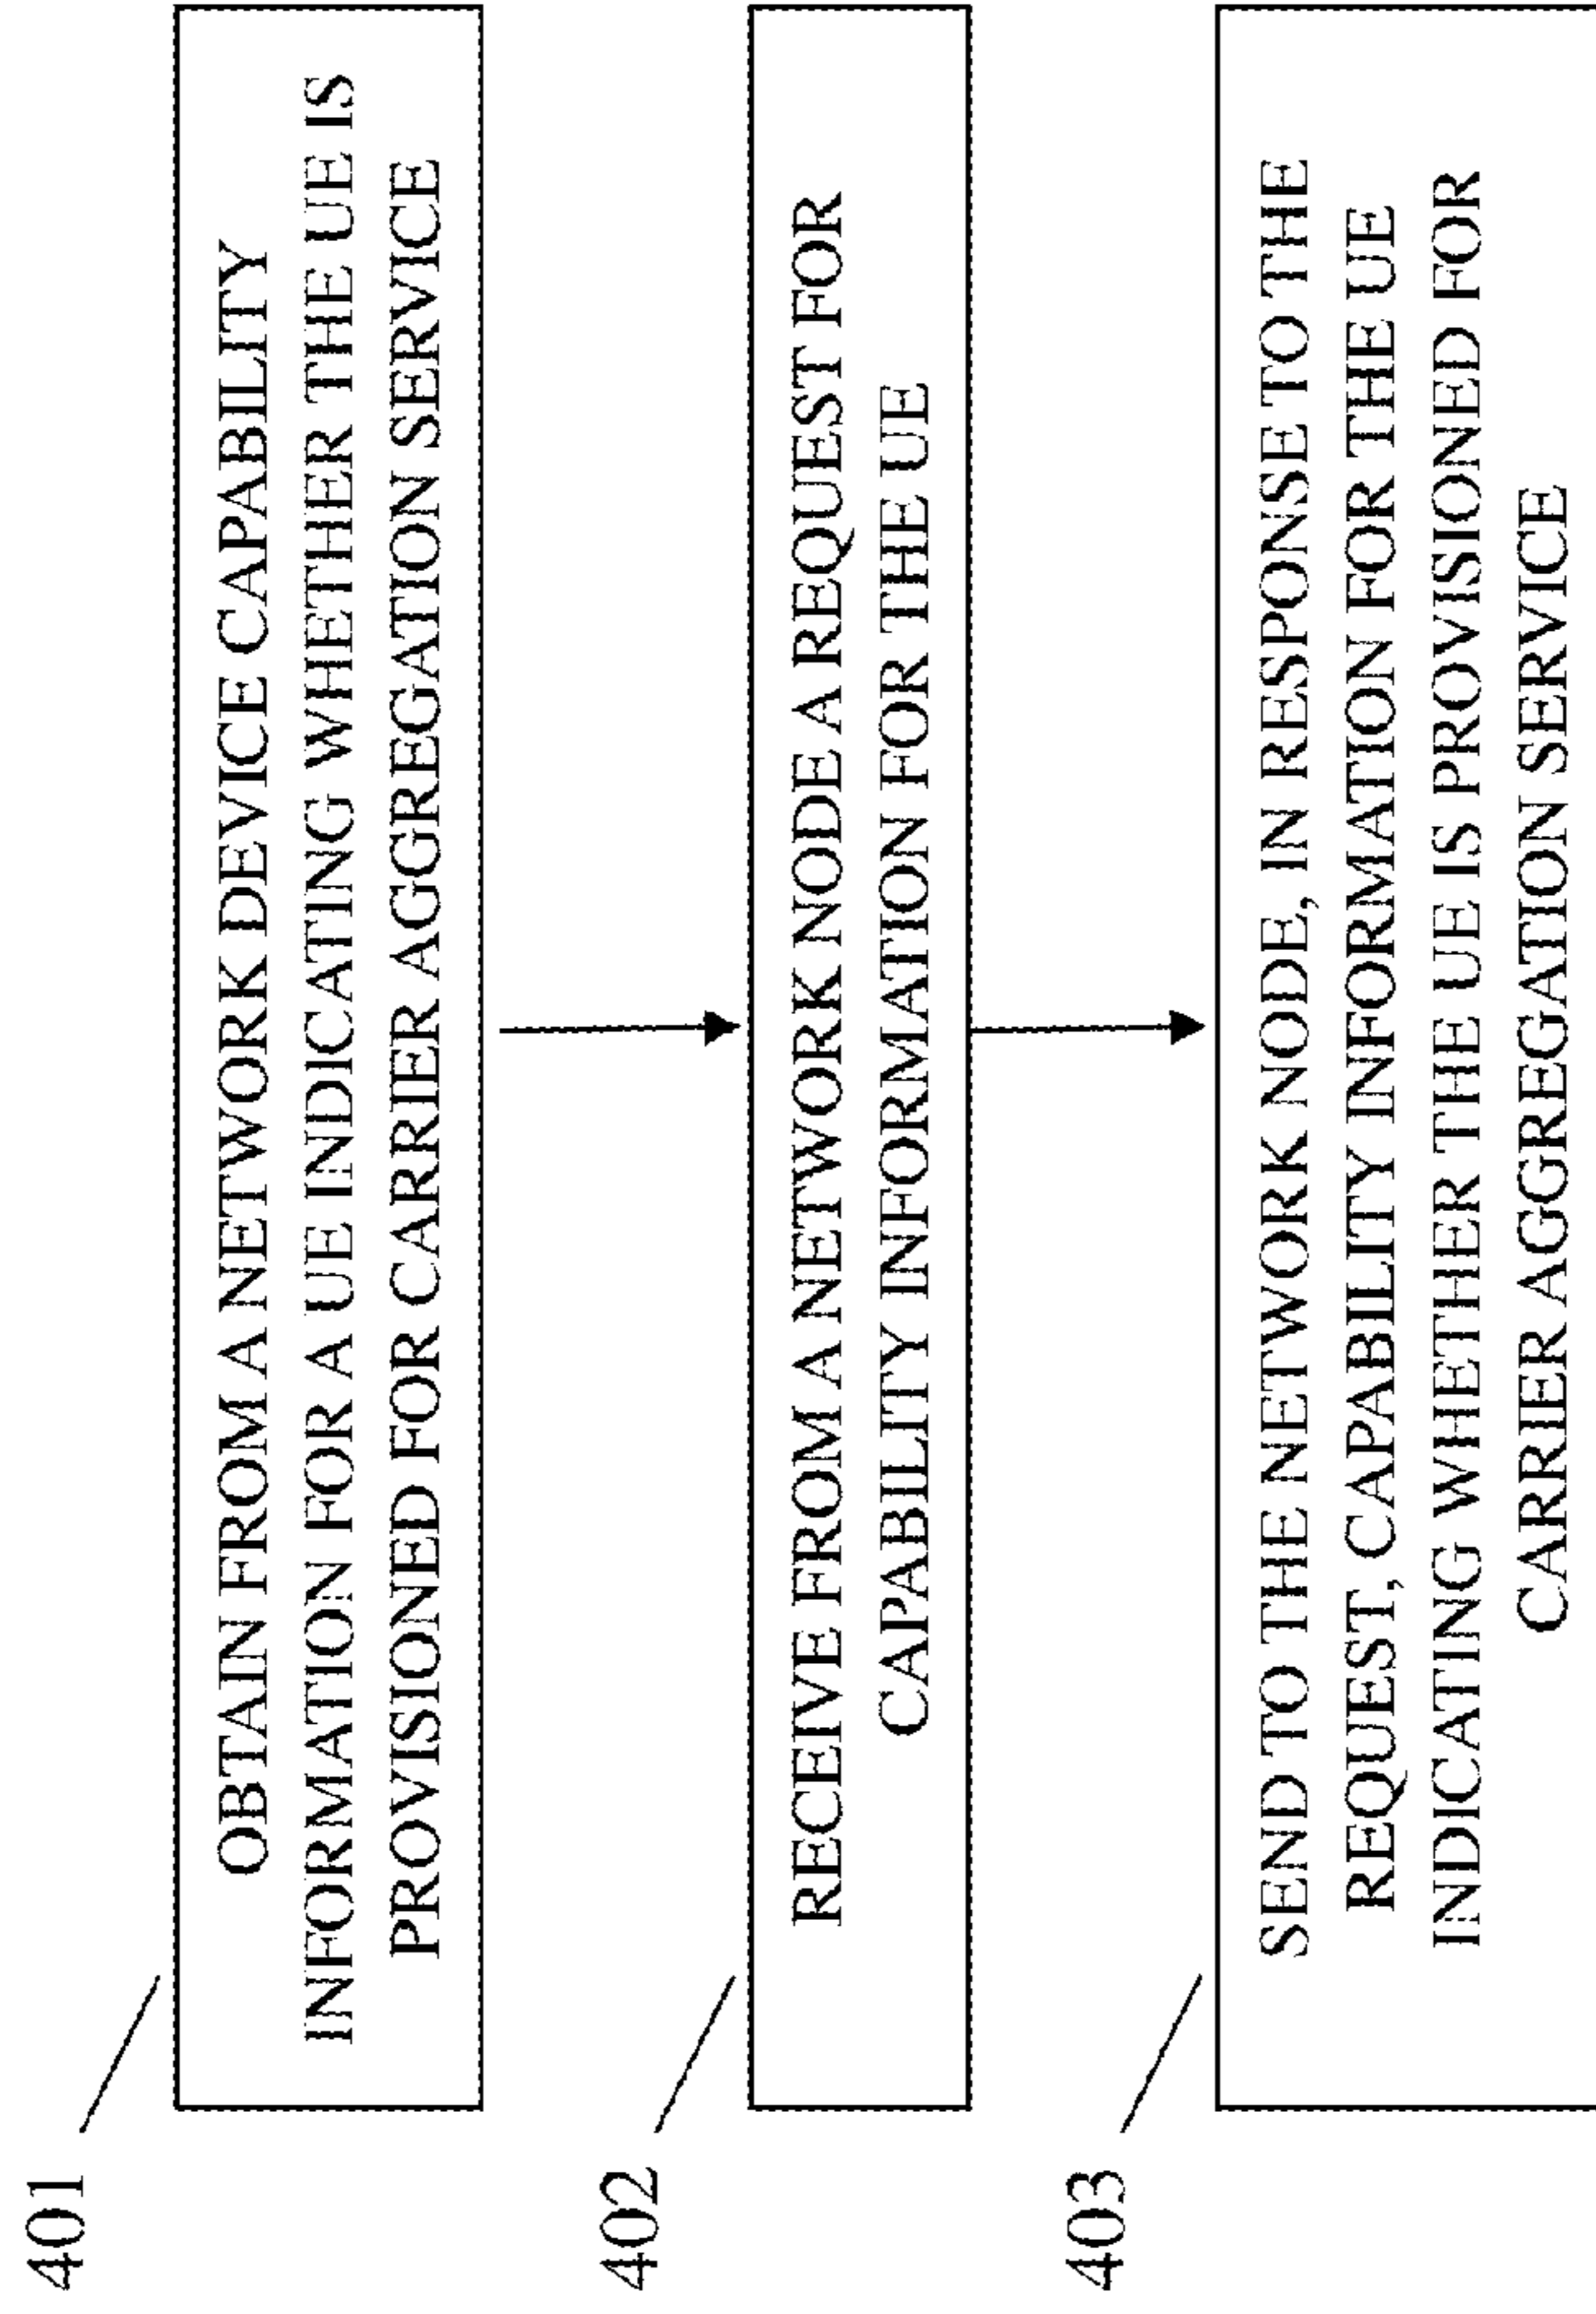 401
OBTAIN FROM A NETWORK DEVICE CAPABILITY
INFORMATION FOR A UE INDICATING WHETHER THE UE IS
PROVISIONED FOR CARRIER AGGREGATION SERVICE
402
RECEIVE FROM A NETWORK NODE A REQUEST FOR
CAPABILITY INFORMATION FOR THE UE
403
SEND TO THE NETWORK NODE, IN RESPONSE TO THE
REQUEST, CAPABILITY INFORMATION FOR THE UE
INDICATING WHETHER THE UE IS PROVISIONED FOR
CARRIER AGGREGATION SERVICE